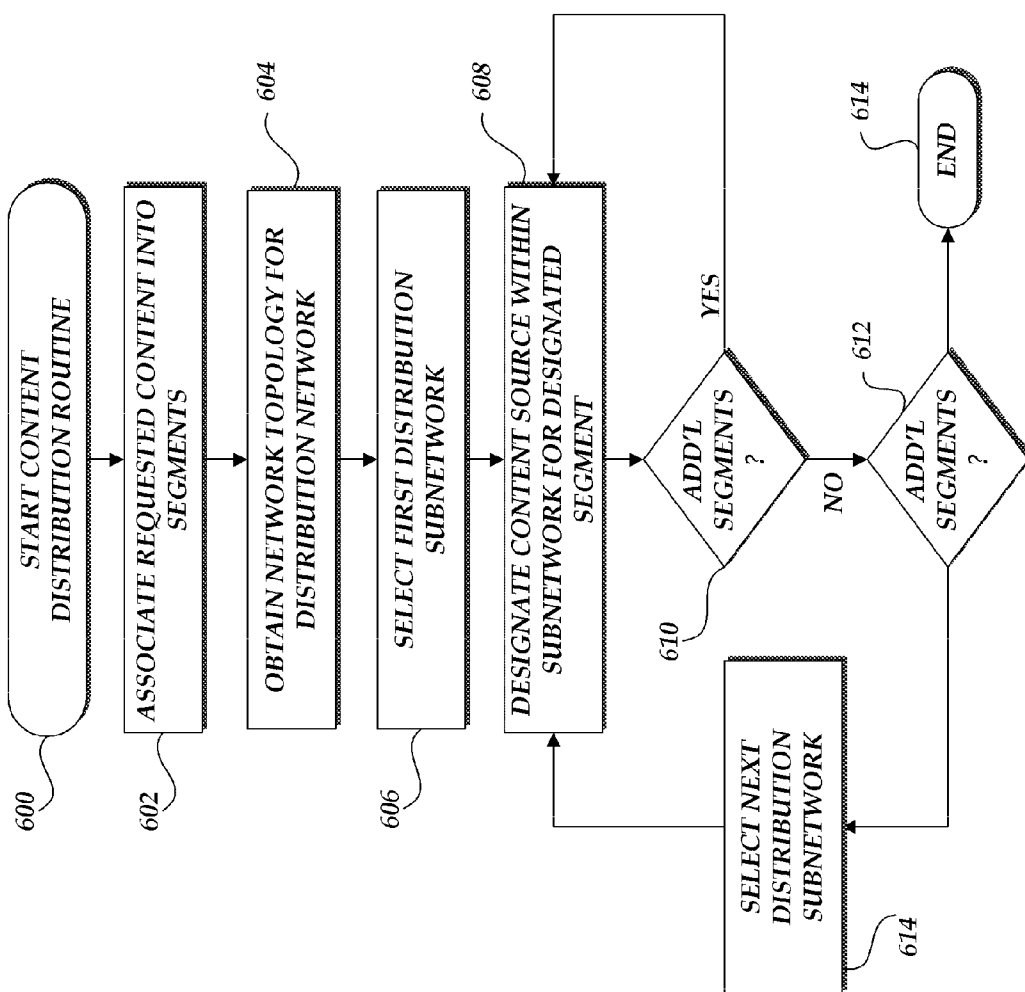 START CONTENT
DISTRIBUTION ROUTINE
600
ASSOCIATE REQUESTED CONTENT INTO
SEGMENTS
602
OBTAIN NETWORK TOPOLOGY FOR
DISTRIBUTION NETWORK
604
SELECT FIRST DISTRIBUTION
SUBNETWORK
606
DESIGNATE CONTENT SOURCE WITHIN
SUBNETWORK FOR DESIGNATED
SEGMENT
608
ADD'L
SEGMENTS
?
610
YES
NO
ADD'L
SEGMENTS
?
612
SELECT NEXT
DISTRIBUTION
SUBNETWORK
614
END
614